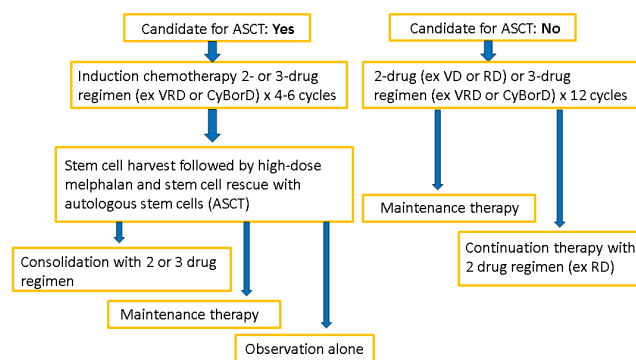 Candidate for ASCT: Yes
Induction chemotherapy 2- or 3-drug
regimen (ex VRD or CyBorD) x 4-6 cycles
Stem cell harvest followed by high-dose
melphalan and stem cell rescue with
autologous stem cells (ASCT)
Consolidation with 2 or 3 drug
regimen
Maintenance therapy
Observation alone
Candidate for ASCT: No
2-drug (ex VD or RD) or 3-drug
regimen (ex VRD or CyBorD) x 12 cycles
Maintenance therapy
Continuation therapy with
2 drug regimen (ex RD)